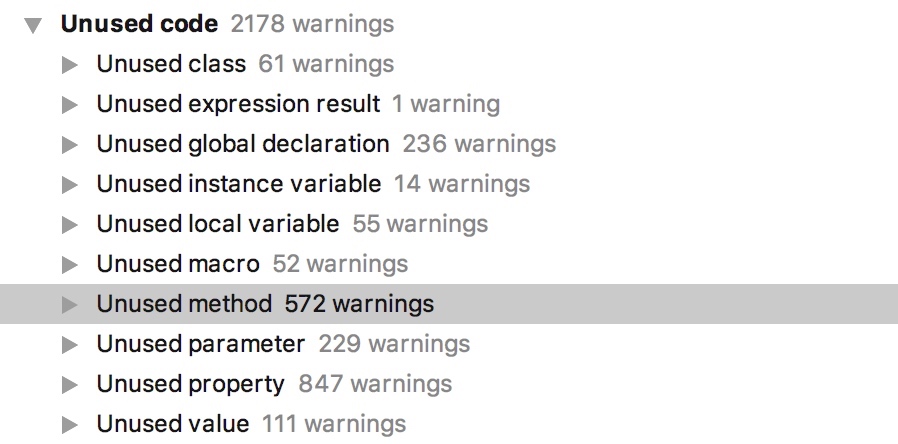 Unused code 2178 warnings
Unused class 61 warnings
Unused expression result 1 warning
Unused global declaration 236 warnings
Unused instance variable 14 warnings
Unused local variable 55 warnings
Unused macro 52 warnings
Unused method 572 warnings
Unused parameter 229 warnings
Unused property 847 warnings
Unused value 111 warnings